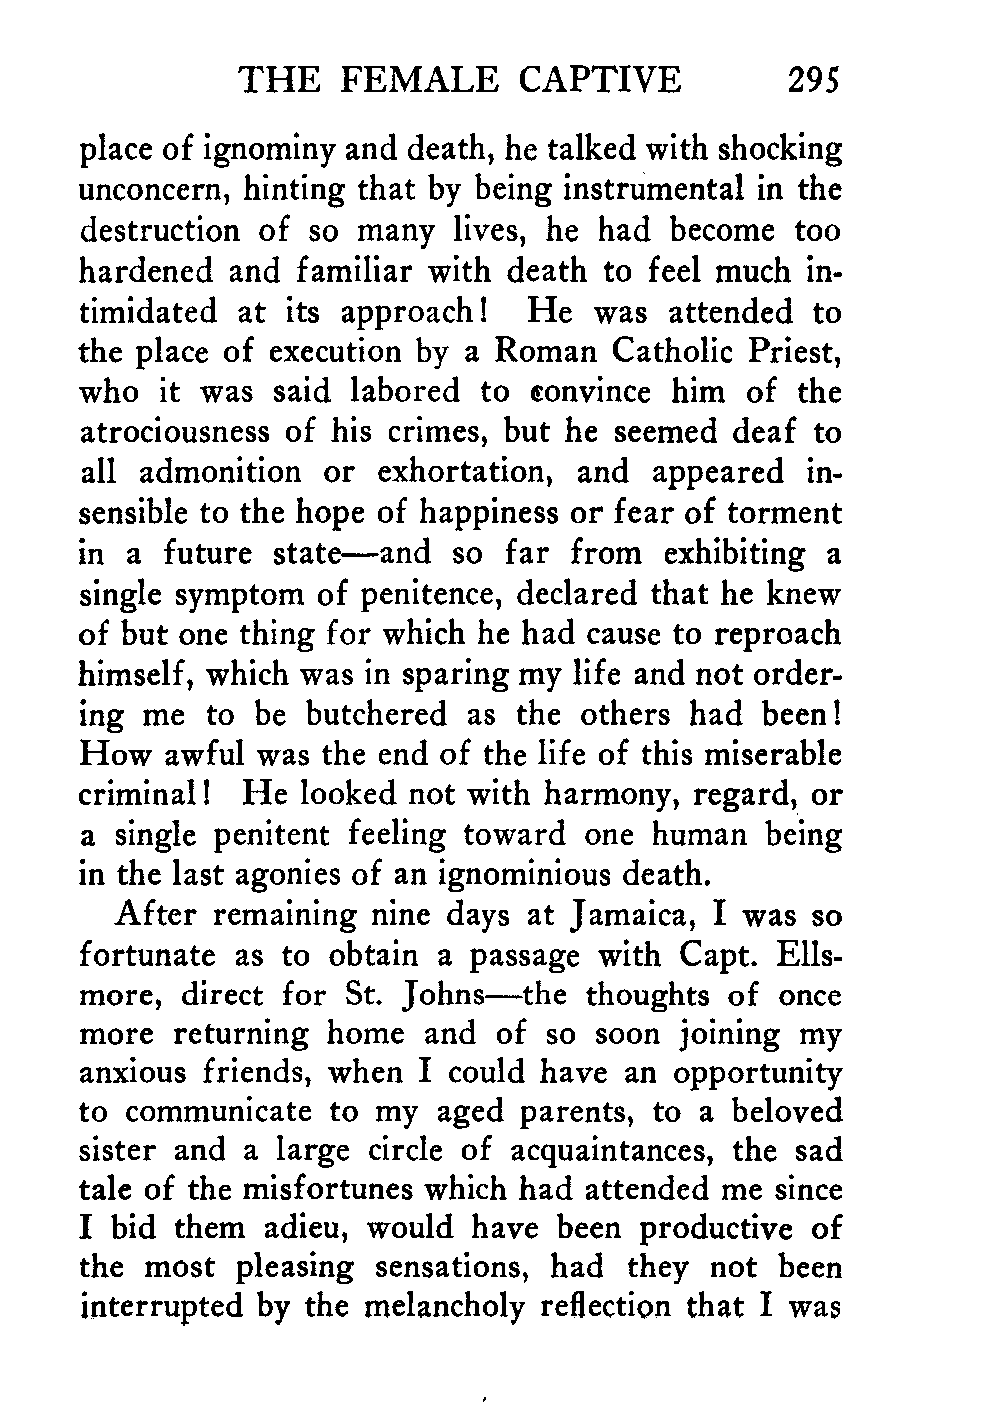 THE FEMALE CAPTIVE 295
place of ignominy and death, he talked with shocking
unconcern, hinting that by being instrumental in the
destruction of so many lives, he had become too
hardened and familiar with death to feel much in-
timidated at its approach! He was attended to
the place of execution by a Roman Catholic Priest,
who it was said labored to convince him of the
atrociousness of his crimes, but he seemed deaf to
all admonition or exhortation, and appeared in-
sensible to the hope of happiness or fear of torment
in a future state—and so far from exhibiting a
single symptom of penitence, declared that he knew
of but one thing for which he had cause to reproach
himself, which was in sparing my life and not order-
ing me to be butchered as the others had been!
How awful was the end of the life of this miserable
criminal! He looked not with harmony, regard, or
a single penitent feeling toward one human being
in the last agonies of an ignominious death.
After remaining nine days at Jamaica, I was so
fortunate as to obtain a passage with Capt. Ells-
more, direct for St. Johns—the thoughts of once
more returning home and of so soon joining my
anxious friends, when I could have an opportunity
to communicate to my aged parents, to a beloved
sister and a large circle of acquaintances, the sad
tale of the misfortunes which had attended me since
I bid them adieu, would have been productive of
the most pleasing sensations, had they not been
interrupted by the melancholy reflection that I was